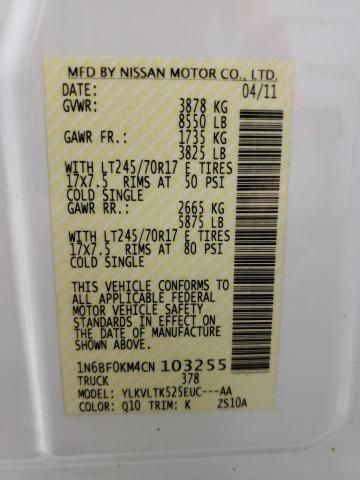 MFD BY NISSAN MOTOR CO., LTD.
DATE: 04/11
GVWR: 3878 KG
8550 LB
GAWR FR.: 1735 KG
3825 LB
WITH LT245/70R17 E TIRES
17X7.5 RIMS AT 50 PSI
COLD SINGLE
GAWR RR.: 2665 KG
5875 LB
WITH LT245/70R17 E TIRES
17X7.5 RIMS AT 80 PSI
COLD SINGLE
THIS VEHICLE CONFORMS TO
ALL APPLICABLE FEDERAL
MOTOR VEHICLE SAFETY
STANDARDS IN EFFECT ON
THE DATE OF MANUFACTURE
SHOWN ABOVE.
1N6BF0KM4CN 103255
TRUCK 378
MODEL: YLKVLTK525EUC---AA
COLOR: Q10 TRIM: K ZS10A